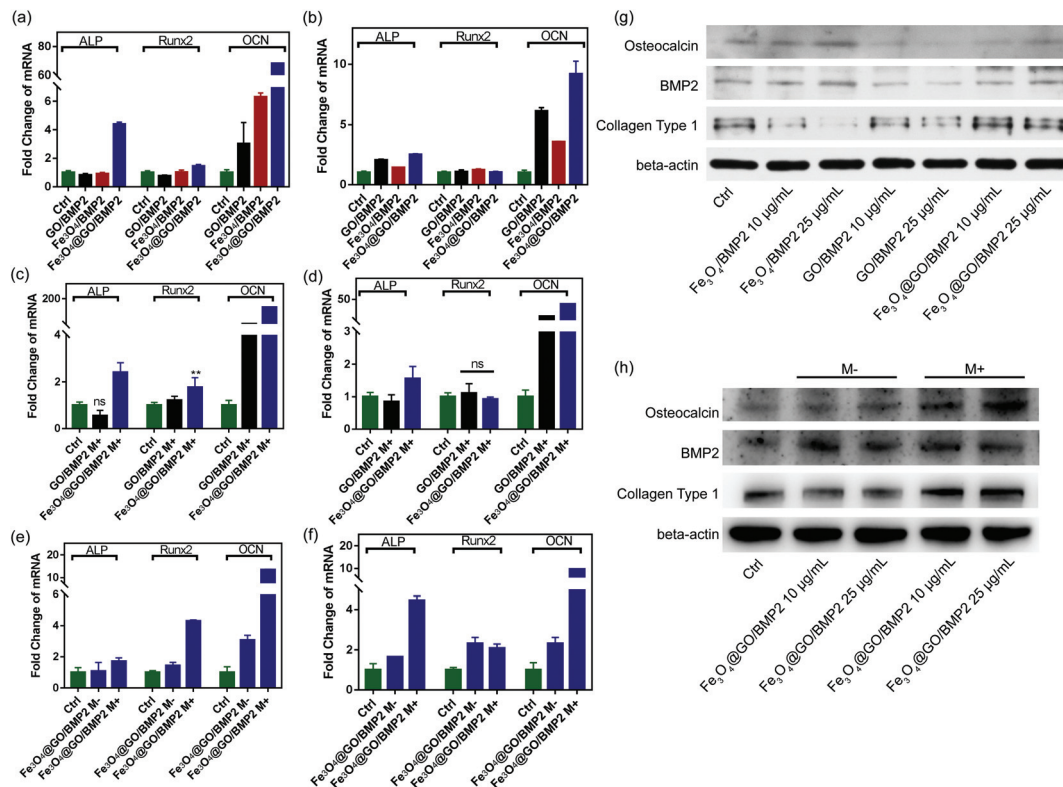 (a)
ALP Runx2 OCN
Fold Change of mRNA
80
60
6
4
2
0
Ctrl
GO/BMP2
Fe₃O₄/BMP2
Fe₃O₄@GO/BMP2
Ctrl
GO/BMP2
Fe₃O₄/BMP2
Fe₃O₄@GO/BMP2
Ctrl
GO/BMP2
Fe₃O₄/BMP2
Fe₃O₄@GO/BMP2
(b)
ALP Runx2 OCN
Fold Change of mRNA
10
5
0
Ctrl
GO/BMP2
Fe₃O₄/BMP2
Fe₃O₄@GO/BMP2
Ctrl
GO/BMP2
Fe₃O₄/BMP2
Fe₃O₄@GO/BMP2
Ctrl
GO/BMP2
Fe₃O₄/BMP2
Fe₃O₄@GO/BMP2
(c)
ALP Runx2 OCN
Fold Change of mRNA
200
4
2
0
ns
**
Ctrl
GO/BMP2 M+
Fe₃O₄@GO/BMP2 M+
Ctrl
GO/BMP2 M+
Fe₃O₄@GO/BMP2 M+
Ctrl
GO/BMP2 M+
Fe₃O₄@GO/BMP2 M+
(d)
ALP Runx2 OCN
Fold Change of mRNA
50
3
2
1
0
ns
Ctrl
GO/BMP2 M+
Fe₃O₄@GO/BMP2 M+
Ctrl
GO/BMP2 M+
Fe₃O₄@GO/BMP2 M+
Ctrl
GO/BMP2 M+
Fe₃O₄@GO/BMP2 M+
(e)
ALP Runx2 OCN
Fold Change of mRNA
20
10
6
4
2
0
Ctrl
Fe₃O₄@GO/BMP2 M-
Fe₃O₄@GO/BMP2 M+
Ctrl
Fe₃O₄@GO/BMP2 M-
Fe₃O₄@GO/BMP2 M+
Ctrl
Fe₃O₄@GO/BMP2 M-
Fe₃O₄@GO/BMP2 M+
(f)
ALP Runx2 OCN
Fold Change of mRNA
20
10
6
4
2
0
Ctrl
Fe₃O₄@GO/BMP2 M-
Fe₃O₄@GO/BMP2 M+
Ctrl
Fe₃O₄@GO/BMP2 M-
Fe₃O₄@GO/BMP2 M+
Ctrl
Fe₃O₄@GO/BMP2 M-
Fe₃O₄@GO/BMP2 M+
(g)
Osteocalcin
BMP2
Collagen Type 1
beta-actin
Ctrl
Fe₃O₄/BMP2 10 μg/mL
Fe₃O₄/BMP2 25 μg/mL
GO/BMP2 10 μg/mL
GO/BMP2 25 μg/mL
Fe₃O₄@GO/BMP2 10 μg/mL
Fe₃O₄@GO/BMP2 25 μg/mL
(h)
M- M+
Osteocalcin
BMP2
Collagen Type 1
beta-actin
Ctrl
Fe₃O₄@GO/BMP2 10 μg/mL
Fe₃O₄@GO/BMP2 25 μg/mL
Fe₃O₄@GO/BMP2 10 μg/mL
Fe₃O₄@GO/BMP2 25 μg/mL